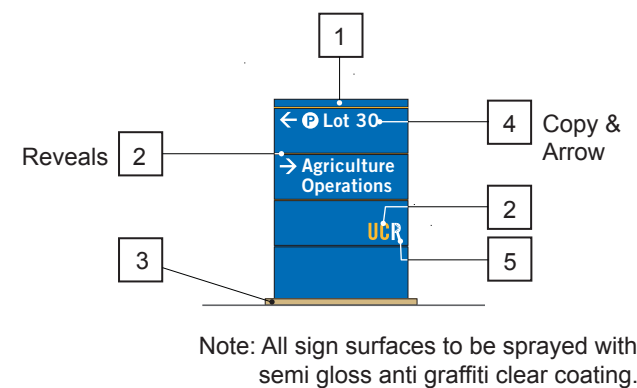 1
← P Lot 30
4
Copy &
Arrow
Reveals
2
→ Agriculture
Operations
2
UCR
3
5
Note: All sign surfaces to be sprayed with
semi gloss anti graffiti clear coating.